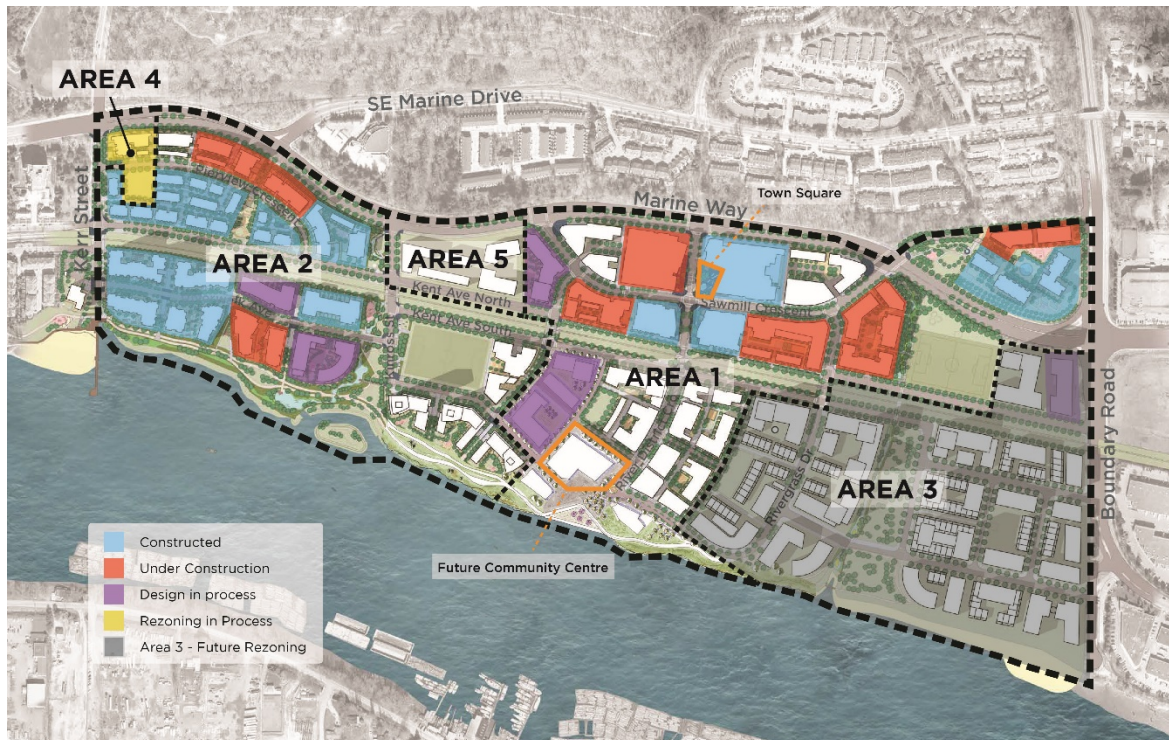 AREA 4
SE Marine Drive
Kerr Street
Marine Way
Town Square
AREA 2
AREA 5
Kent Ave North
Sawmill Crescent
Kent Ave South
AREA 1
AREA 3
Rivergrass Dr
Boundary Road
Future Community Centre
Constructed
Under Construction
Design in process
Rezoning in Process
Area 3 - Future Rezoning